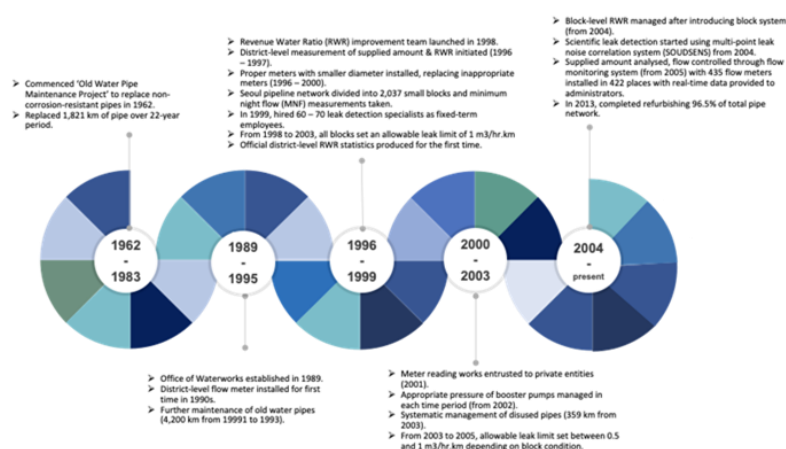 ➤ Commenced 'Old Water Pipe
Maintenance Project' to replace non-
corrosion-resistant pipes in 1962.
➤ Replaced 1,821 km of pipe over 22-year
period.
➤ Revenue Water Ratio (RWR) improvement team launched in 1998.
➤ District-level measurement of supplied amount & RWR initiated (1996
– 1997).
➤ Proper meters with smaller diameter installed, replacing inappropriate
meters (1996 – 2000).
➤ Seoul pipeline network divided into 2,037 small blocks and minimum
night flow (MNF) measurements taken.
➤ In 1999, hired 60 – 70 leak detection specialists as fixed-term
employees.
➤ From 1998 to 2003, all blocks set an allowable leak limit of 1 m3/hr.km
➤ Official district-level RWR statistics produced for the first time.
➤ Block-level RWR managed after introducing block system
(from 2004).
➤ Scientific leak detection started using multi-point leak
noise correlation system (SOUDSENS) from 2004.
➤ Supplied amount analysed, flow controlled through flow
monitoring system (from 2005) with 435 flow meters
installed in 422 places with real-time data provided to
administrators.
➤ In 2013, completed refurbishing 96.5% of total pipe
network.
1962
-
1983
1989
-
1995
1996
-
1999
2000
-
2003
2004
-
present
➤ Office of Waterworks established in 1989.
➤ District-level flow meter installed for first
time in 1990s.
➤ Further maintenance of old water pipes
(4,200 km from 19991 to 1993).
➤ Meter reading works entrusted to private entities
(2001).
➤ Appropriate pressure of booster pumps managed in
each time period (from 2002).
➤ Systematic management of disused pipes (359 km from
2003).
➤ From 2003 to 2005, allowable leak limit set between 0.5
and 1 m3/hr.km depending on block condition.